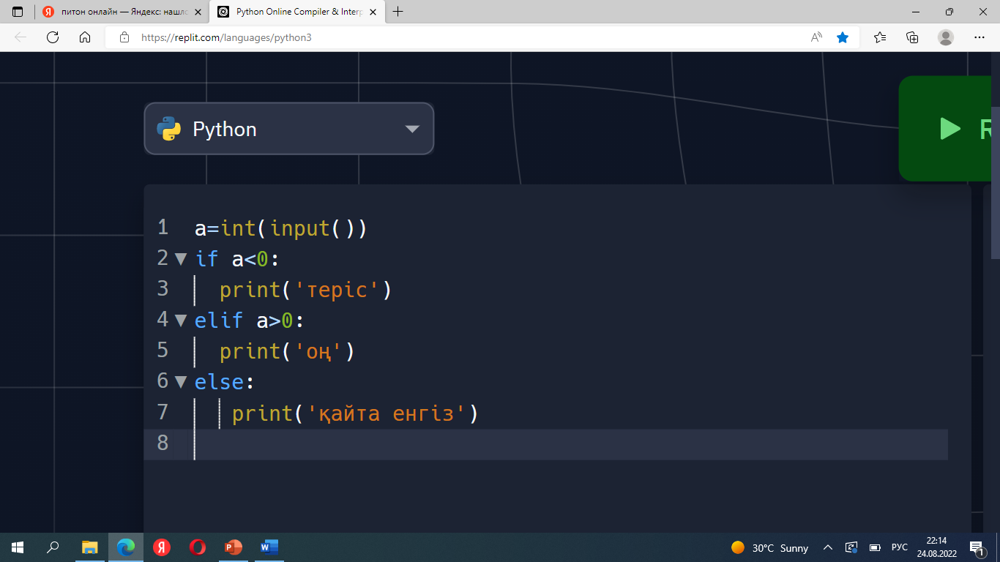 питон онлайн — Яндекс: нашл
Python Online Compiler & Interp
https://replit.com/languages/python3
Python
R
1 a=int(input())
2 if a<0:
3 print('теріс')
4 elif a>0:
5 print('оң')
6 else:
7 print('қайта енгіз')
8
30°C Sunny
РУС
22:14
24.08.2022
1